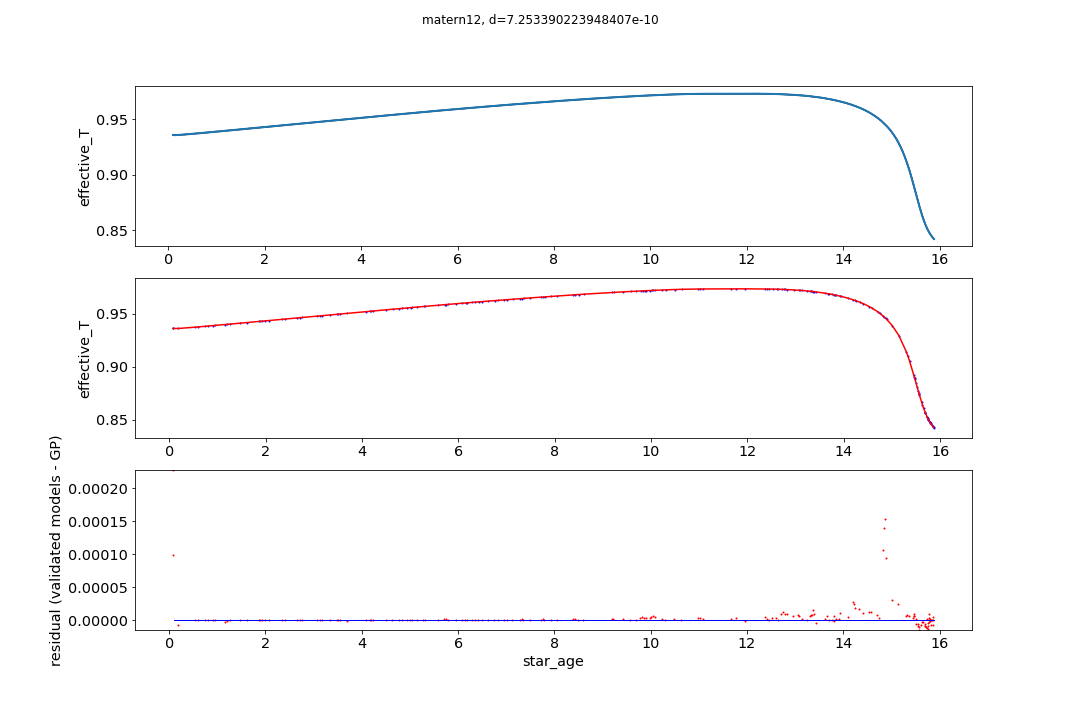 matern12, d=7.253390223948407e-10
effective_T
0.95
0.90
0.85
0 2 4 6 8 10 12 14 16
effective_T
0.95
0.90
0.85
0 2 4 6 8 10 12 14 16
residual (validated models - GP)
0.00020
0.00015
0.00010
0.00005
0.00000
0 2 4 6 8 10 12 14 16
star_age